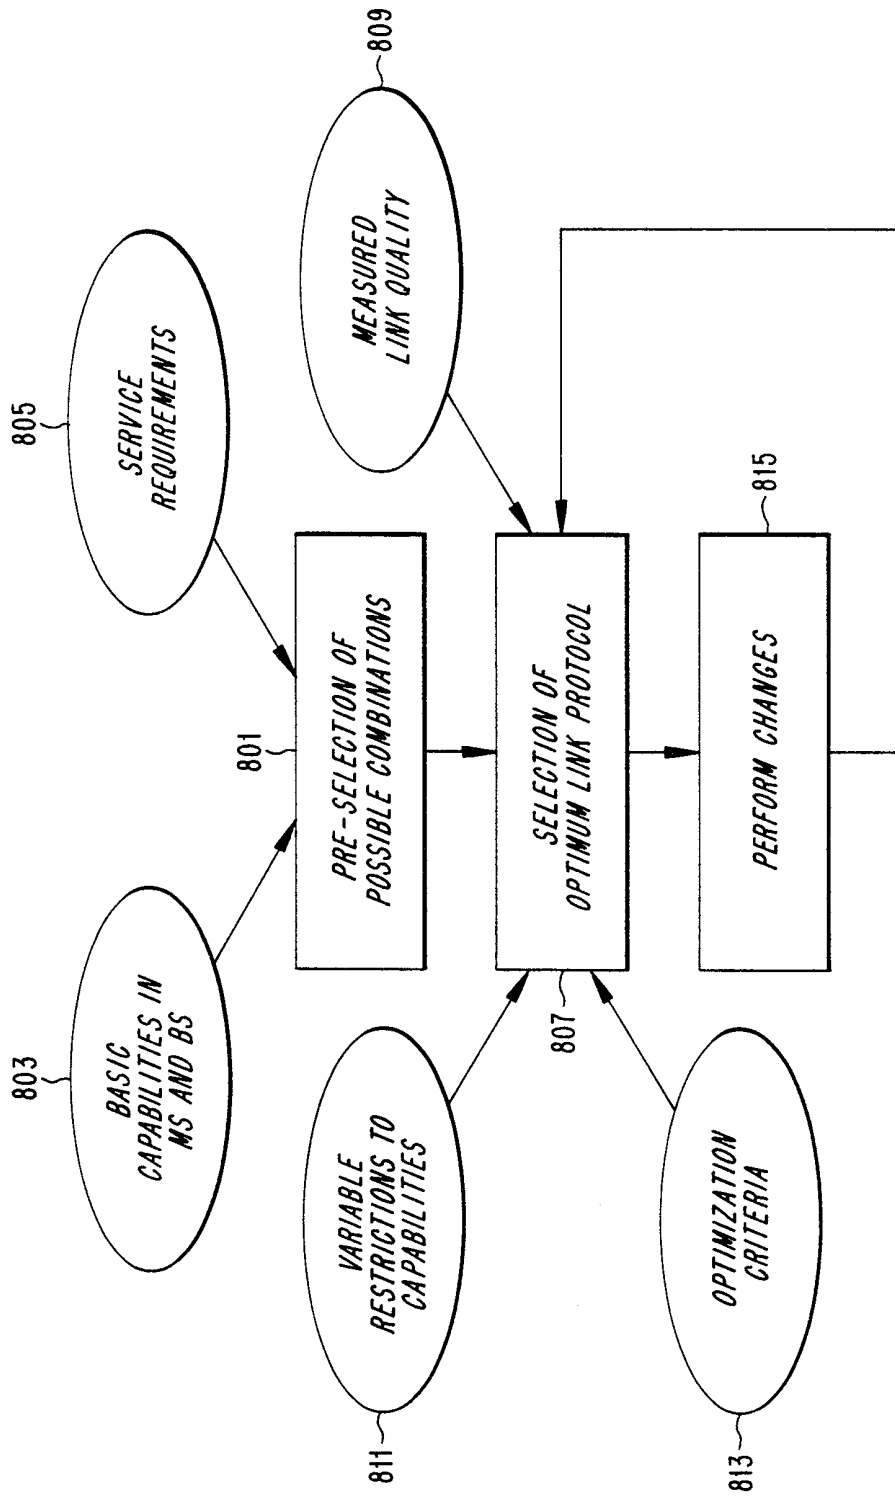 803
BASIC
CAPABILITIES IN
MS AND BS
805
SERVICE
REQUIREMENTS
801
PRE-SELECTION OF
POSSIBLE COMBINATIONS
811
VARIABLE
RESTRICTIONS TO
CAPABILITIES
809
MEASURED
LINK QUALITY
807
SELECTION OF
OPTIMUM LINK PROTOCOL
813
OPTIMIZATION
CRITERIA
815
PERFORM CHANGES